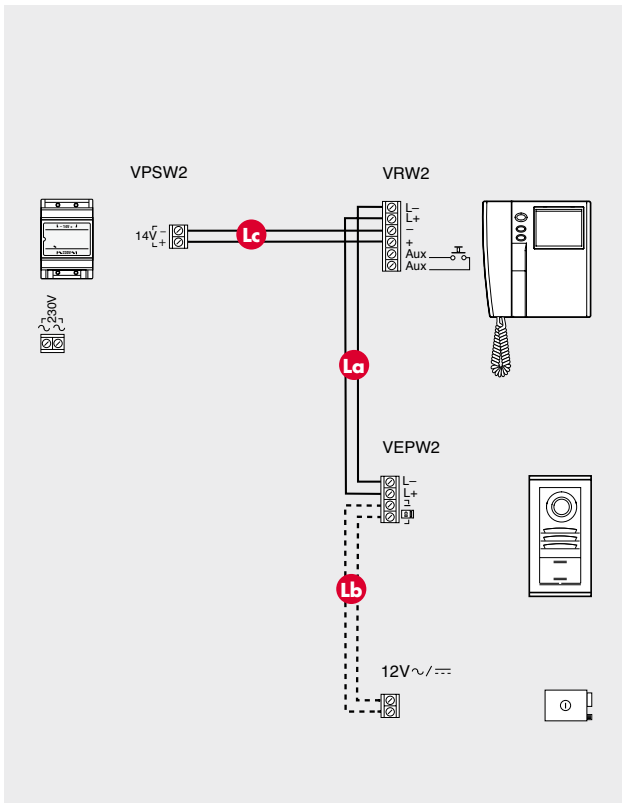 VPSW2
VRW2
14V
–
+
Lc
L–
L+
–
+
Aux
Aux
230V
La
VEPW2
L–
L+
Lb
12V~/⎓